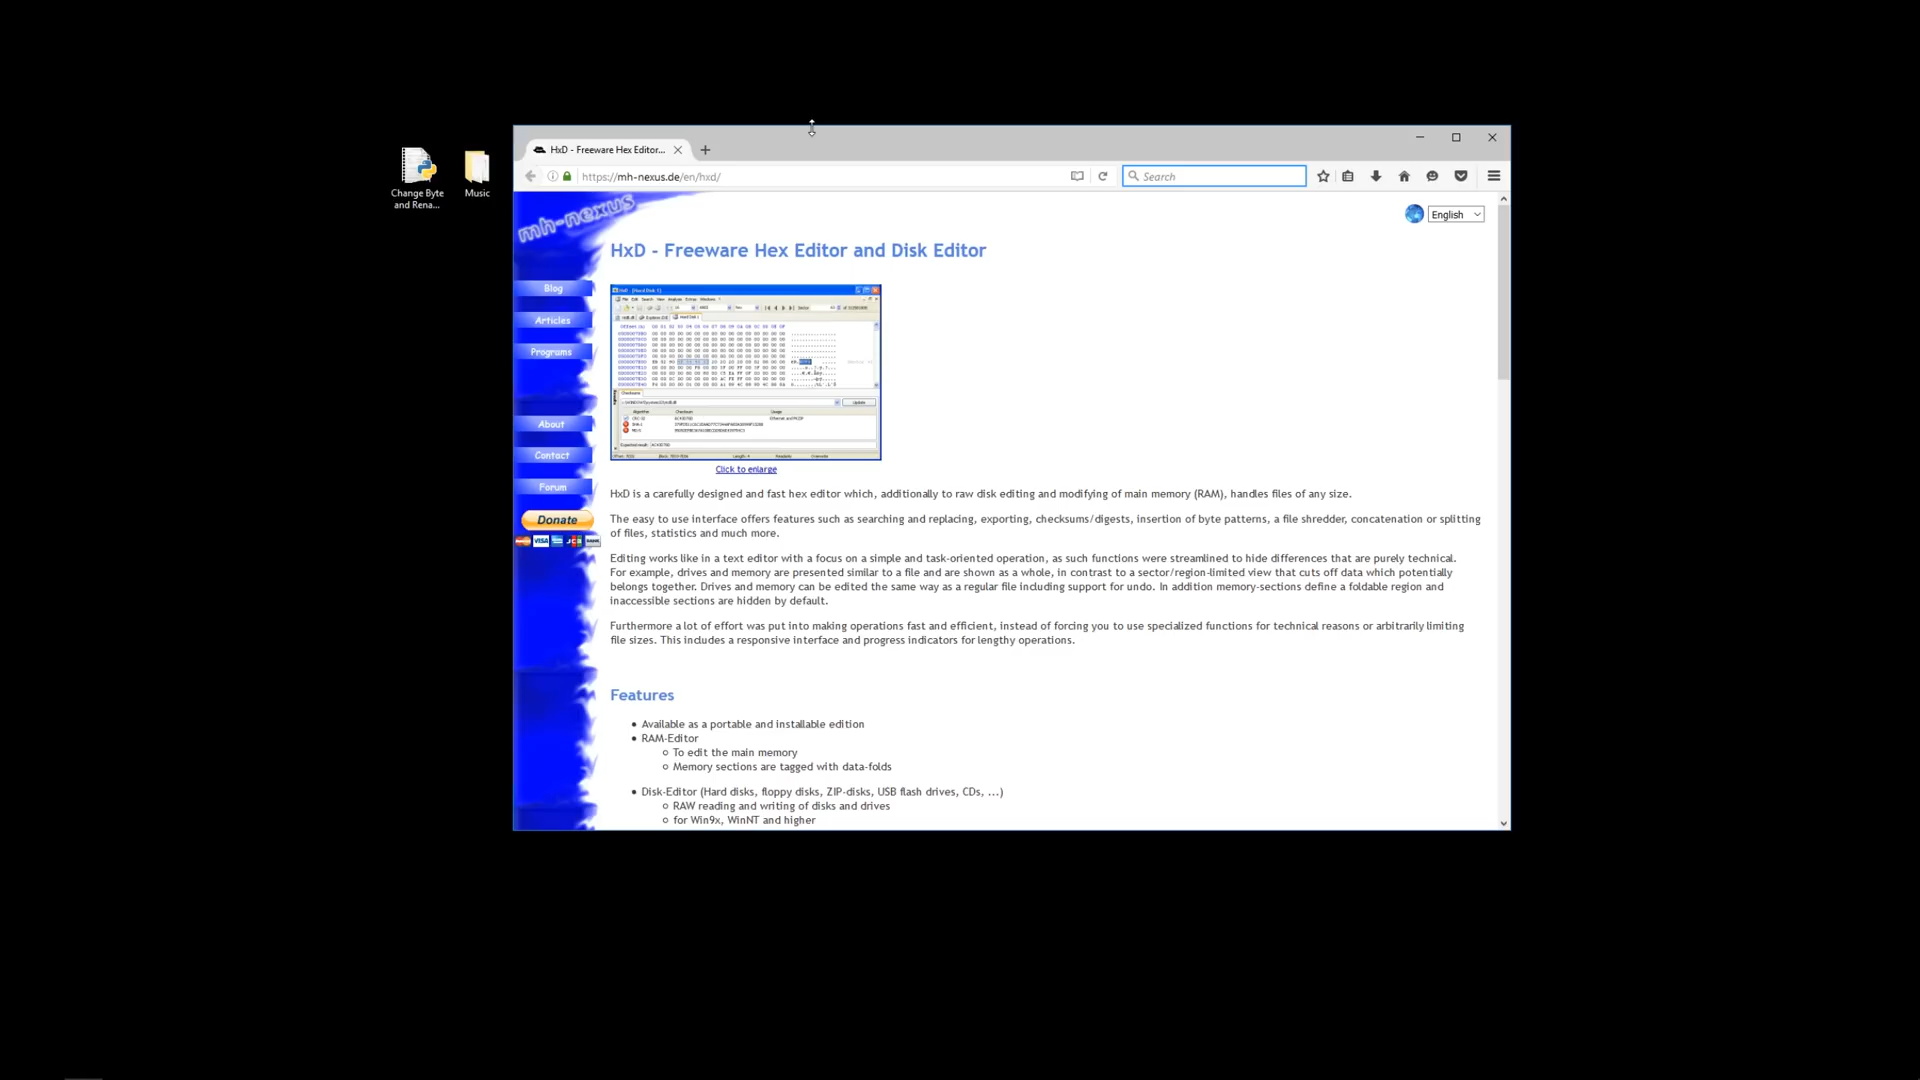 HxD - Freeware Hex Editor...
https://mh-nexus.de/en/hxd/
Search
Change Byte
and Rena...
Music
mh-nexus
English
HxD - Freeware Hex Editor and Disk Editor
Blog
Articles
Programs
About
Contact
Forum
Donate
Click to enlarge
HxD is a carefully designed and fast hex editor which, additionally to raw disk editing and modifying of main memory (RAM), handles files of any size.
The easy to use interface offers features such as searching and replacing, exporting, checksums/digests, insertion of byte patterns, a file shredder, concatenation or splitting
of files, statistics and much more.
Editing works like in a text editor with a focus on a simple and task-oriented operation, as such functions were streamlined to hide differences that are purely technical.
For example, drives and memory are presented similar to a file and are shown as a whole, in contrast to a sector/region-limited view that cuts off data which potentially
belongs together. Drives and memory can be edited the same way as a regular file including support for undo. In addition memory-sections define a foldable region and
inaccessible sections are hidden by default.
Furthermore a lot of effort was put into making operations fast and efficient, instead of forcing you to use specialized functions for technical reasons or arbitrarily limiting
file sizes. This includes a responsive interface and progress indicators for lengthy operations.
Features
Available as a portable and installable edition
RAM-Editor
To edit the main memory
Memory sections are tagged with data-folds
Disk-Editor (Hard disks, floppy disks, ZIP-disks, USB flash drives, CDs, ...)
RAW reading and writing of disks and drives
for Win9x, WinNT and higher